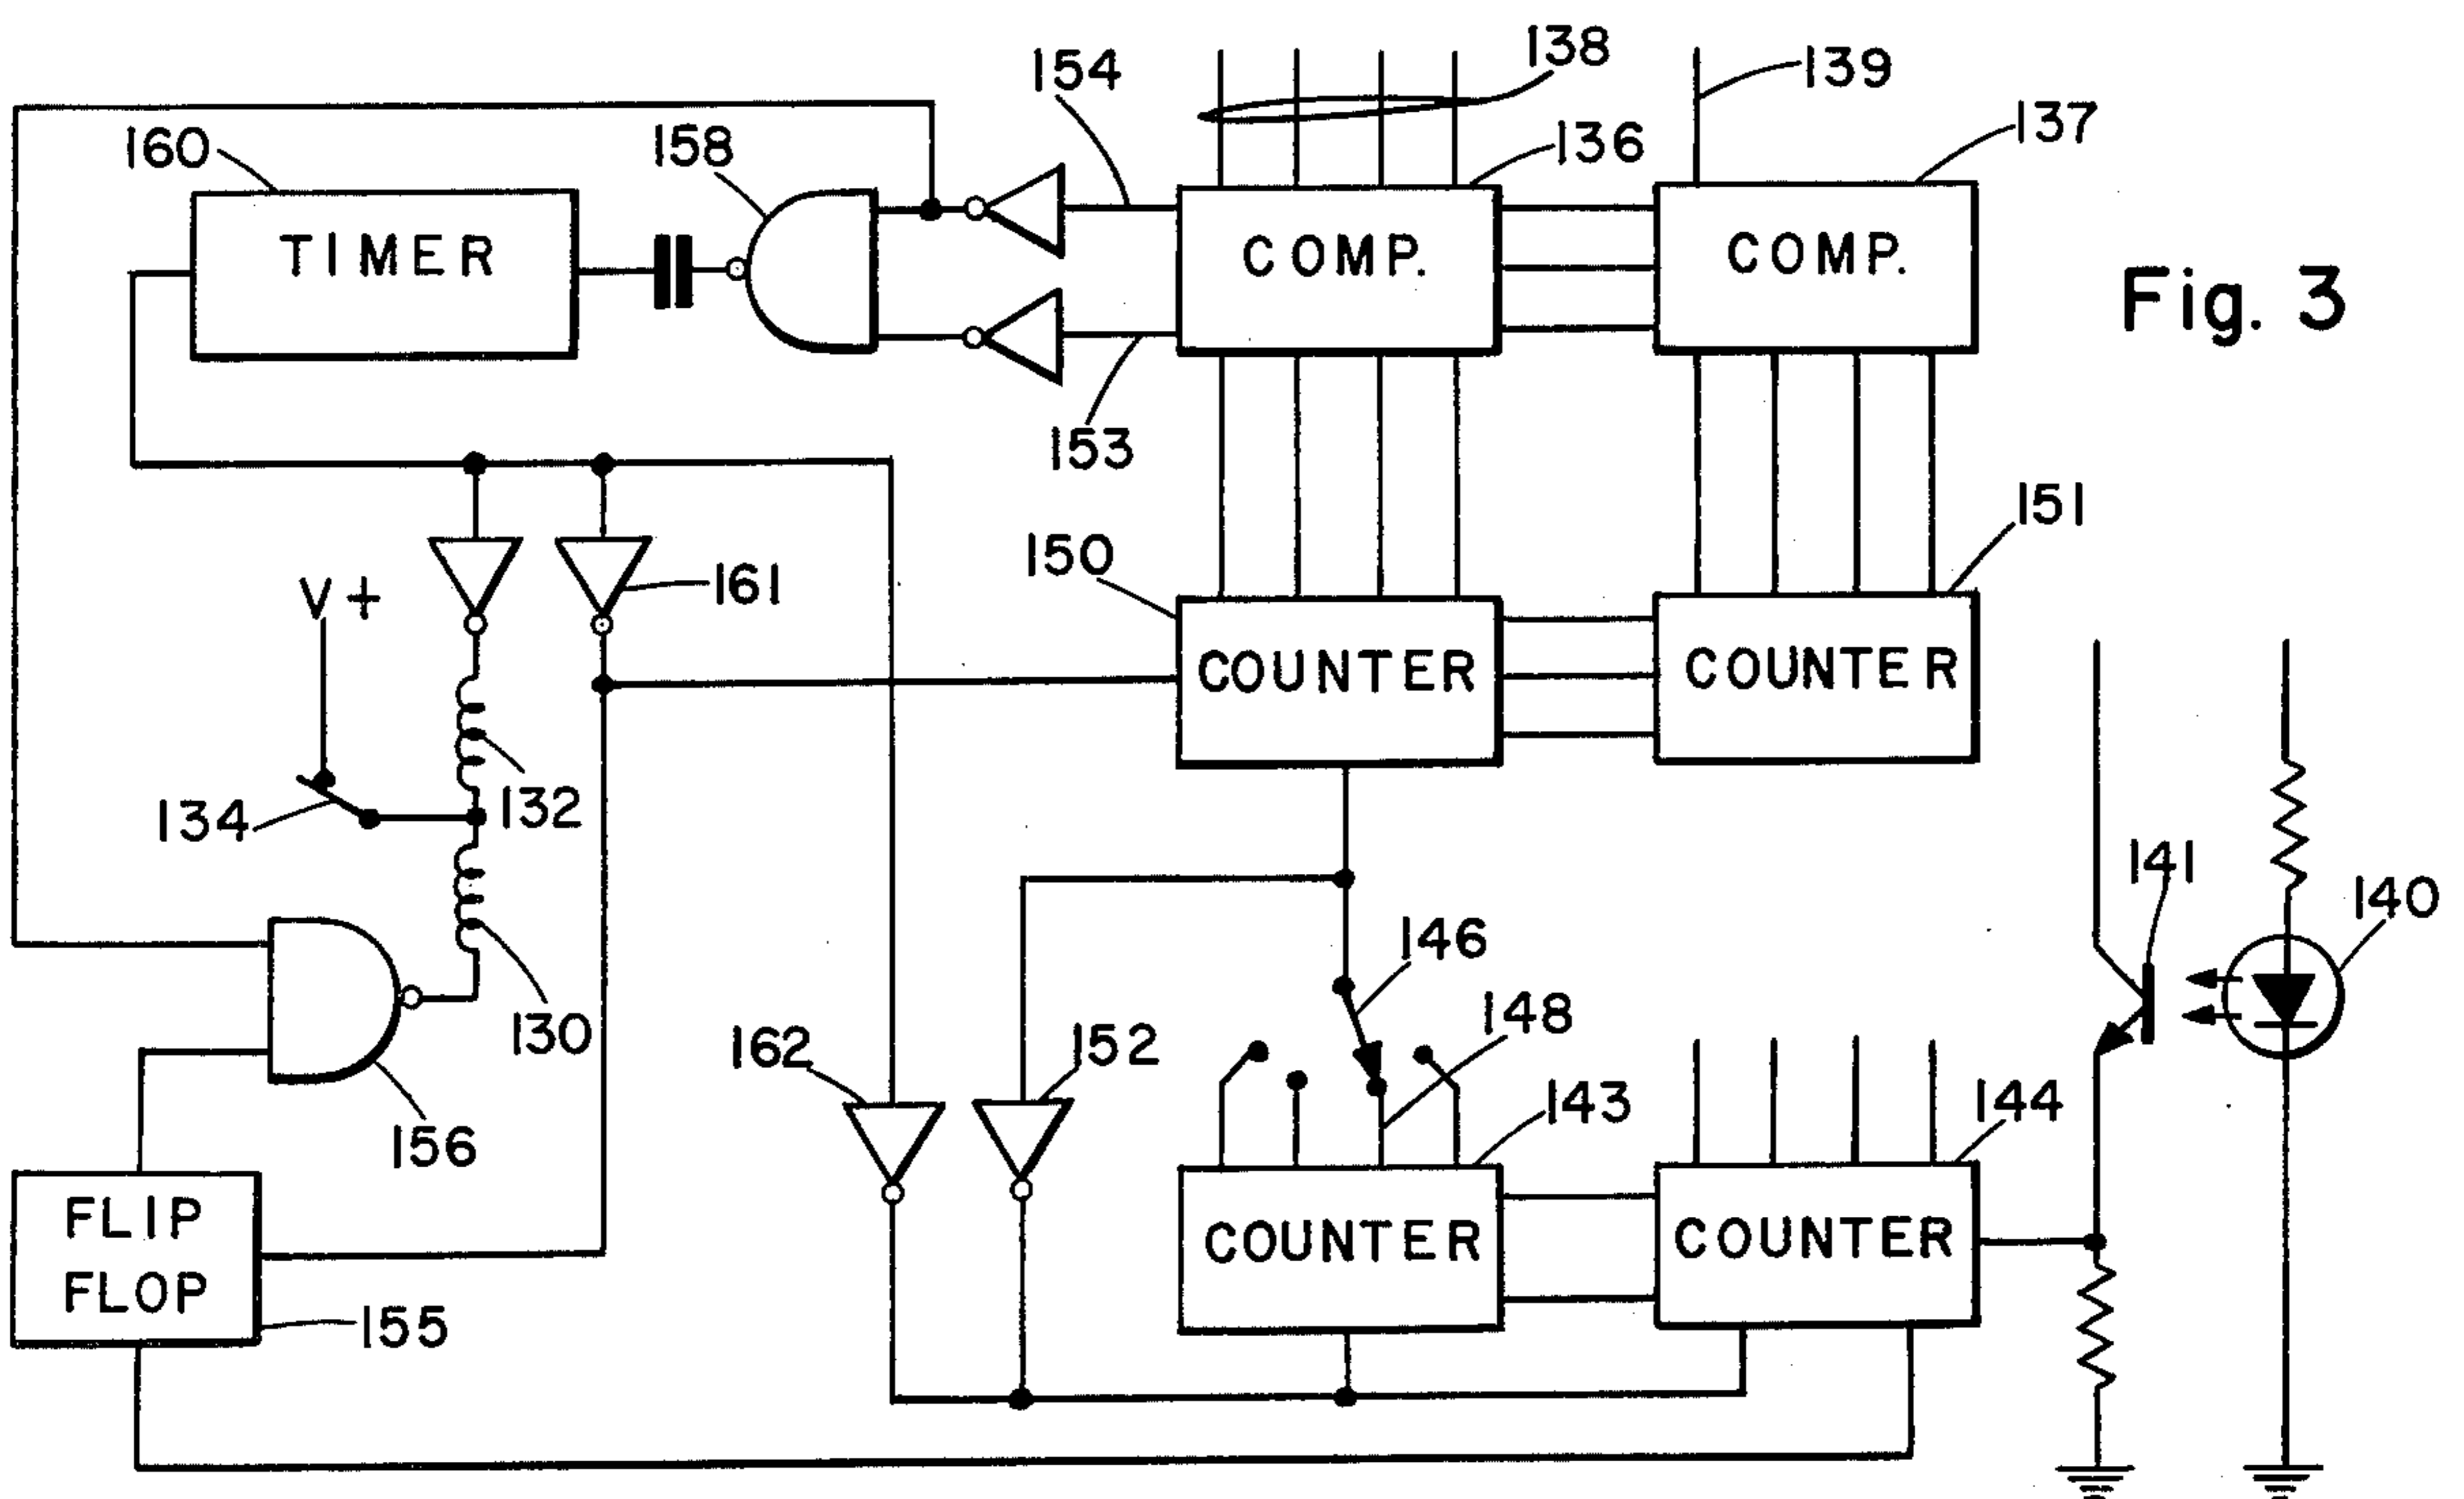 138
154
139
137
160
158
136
TIMER
COMP.
COMP.
Fig. 3
153
151
150
V+
161
COUNTER
COUNTER
134
132
141
140
146
148
130
162
152
143
144
156
FLIP
FLOP
COUNTER
COUNTER
155